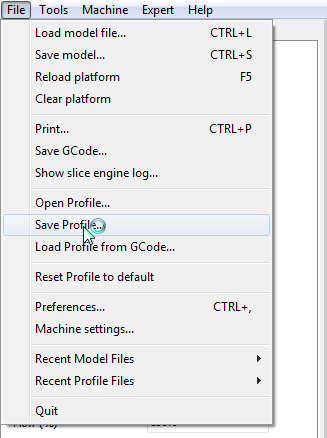 File Tools Machine Expert Help
Load model file... CTRL+L
Save model... CTRL+S
Reload platform F5
Clear platform
Print... CTRL+P
Save GCode...
Show slice engine log...
Open Profile...
Save Profile...
Load Profile from GCode...
Reset Profile to default
Preferences... CTRL+,
Machine settings...
Recent Model Files
Recent Profile Files
Quit